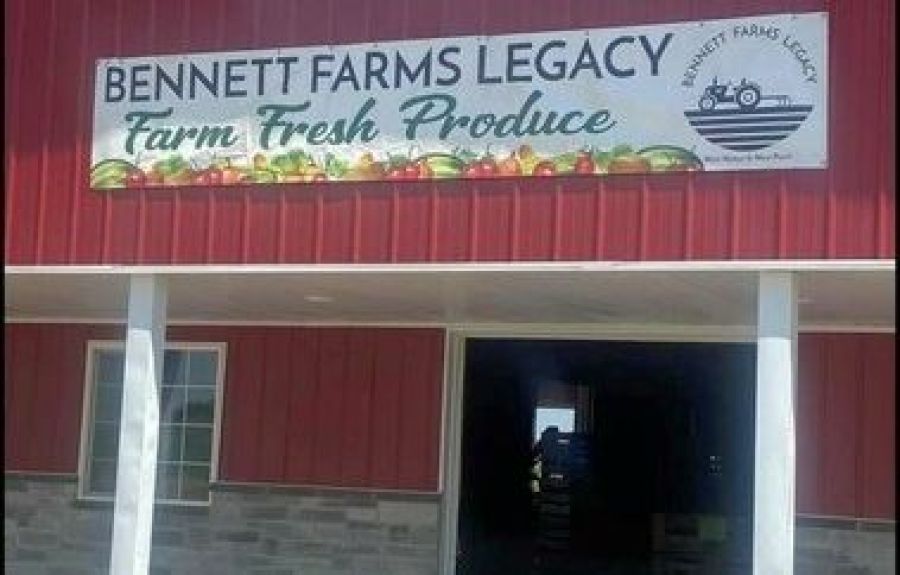 BENNETT FARMS LEGACY
Farm Fresh Produce
BENNETT FARMS LEGACY